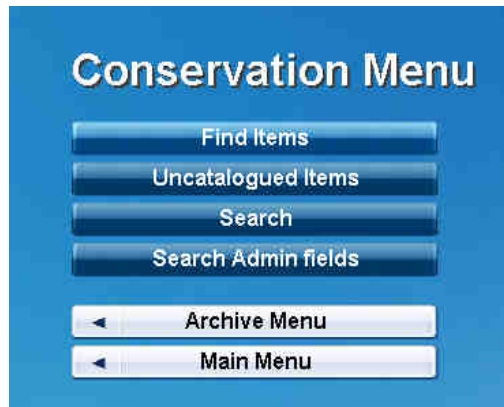 Conservation Menu
Find Items
Uncatalogued Items
Search
Search Admin fields
Archive Menu
Main Menu